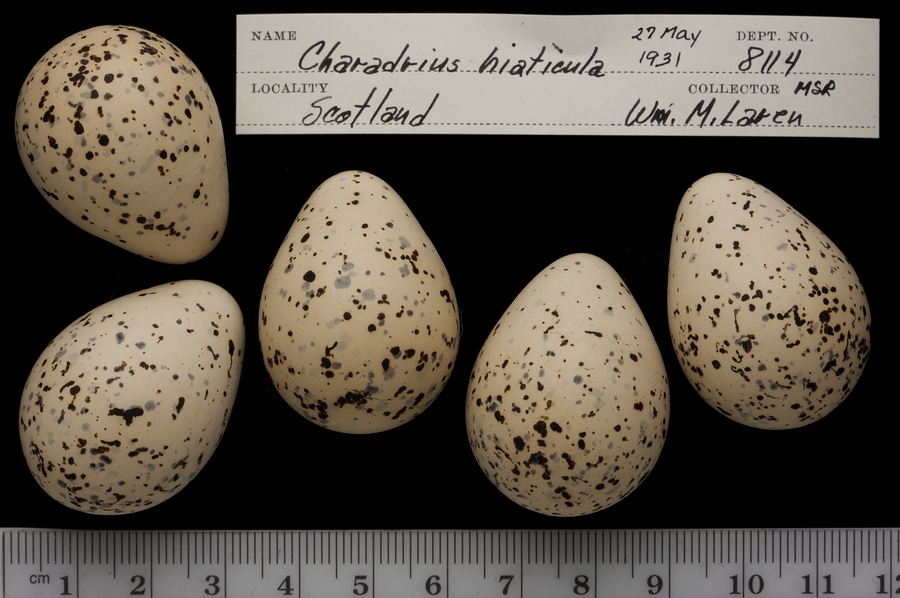 NAME Charadrius hiaticula 27 May 1931 DEPT. NO. 8114
LOCALITY Scotland COLLECTOR MSR Wm. M. Laren
cm 1 2 3 4 5 6 7 8 9 10 11 12